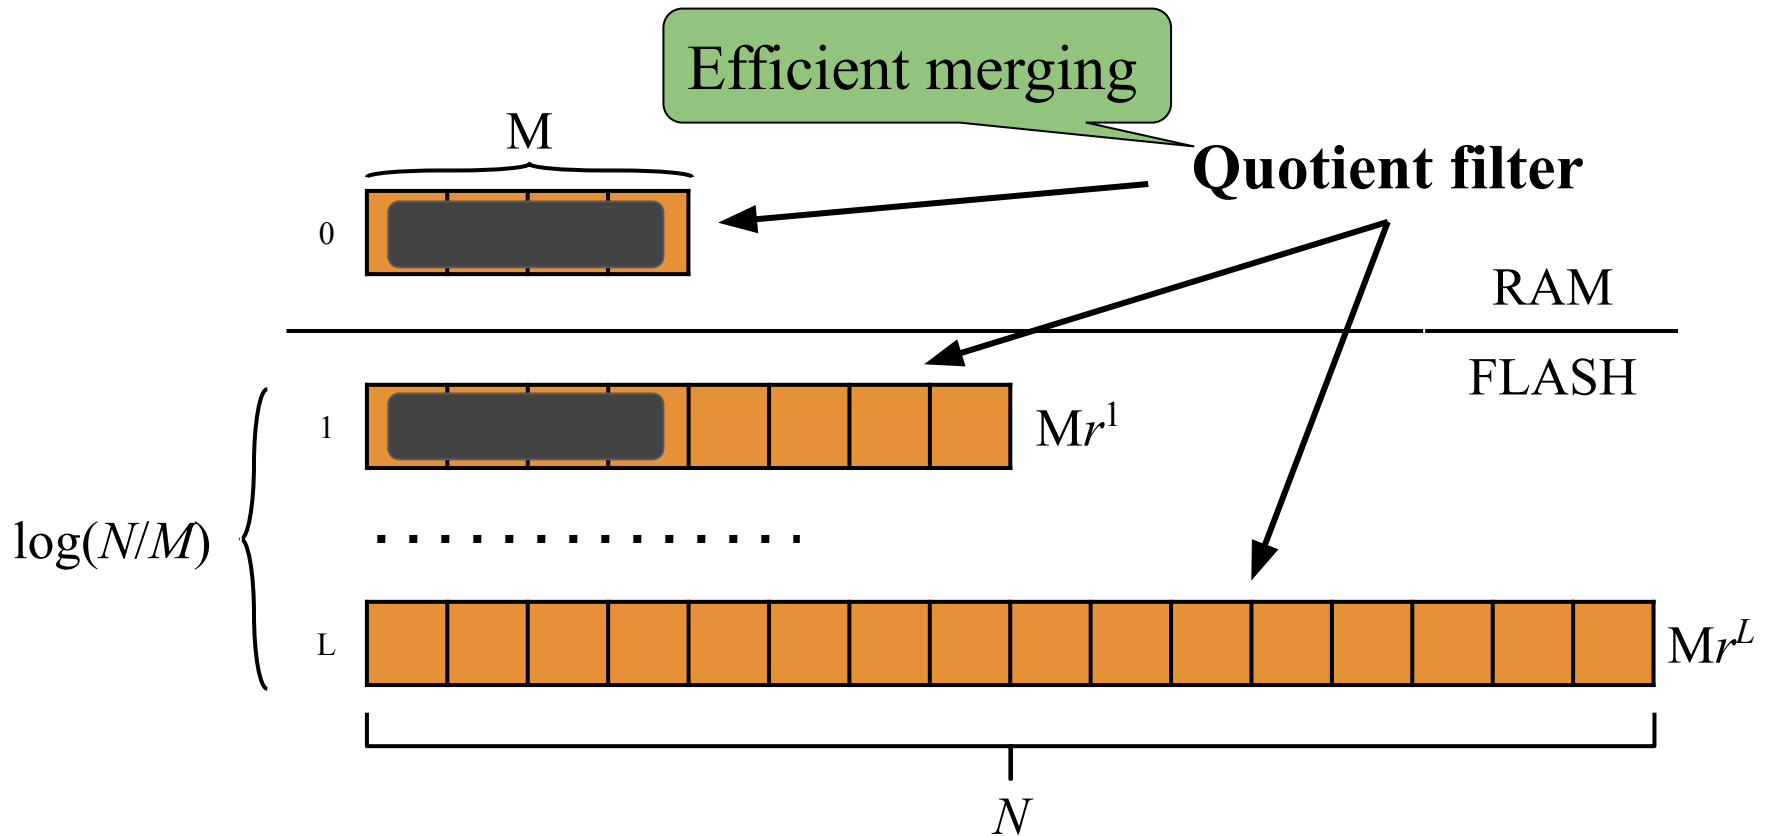 Efficient merging
M
Quotient filter
0
RAM
FLASH
1
Mr¹
log(N/M)
L
Mrᴸ
N